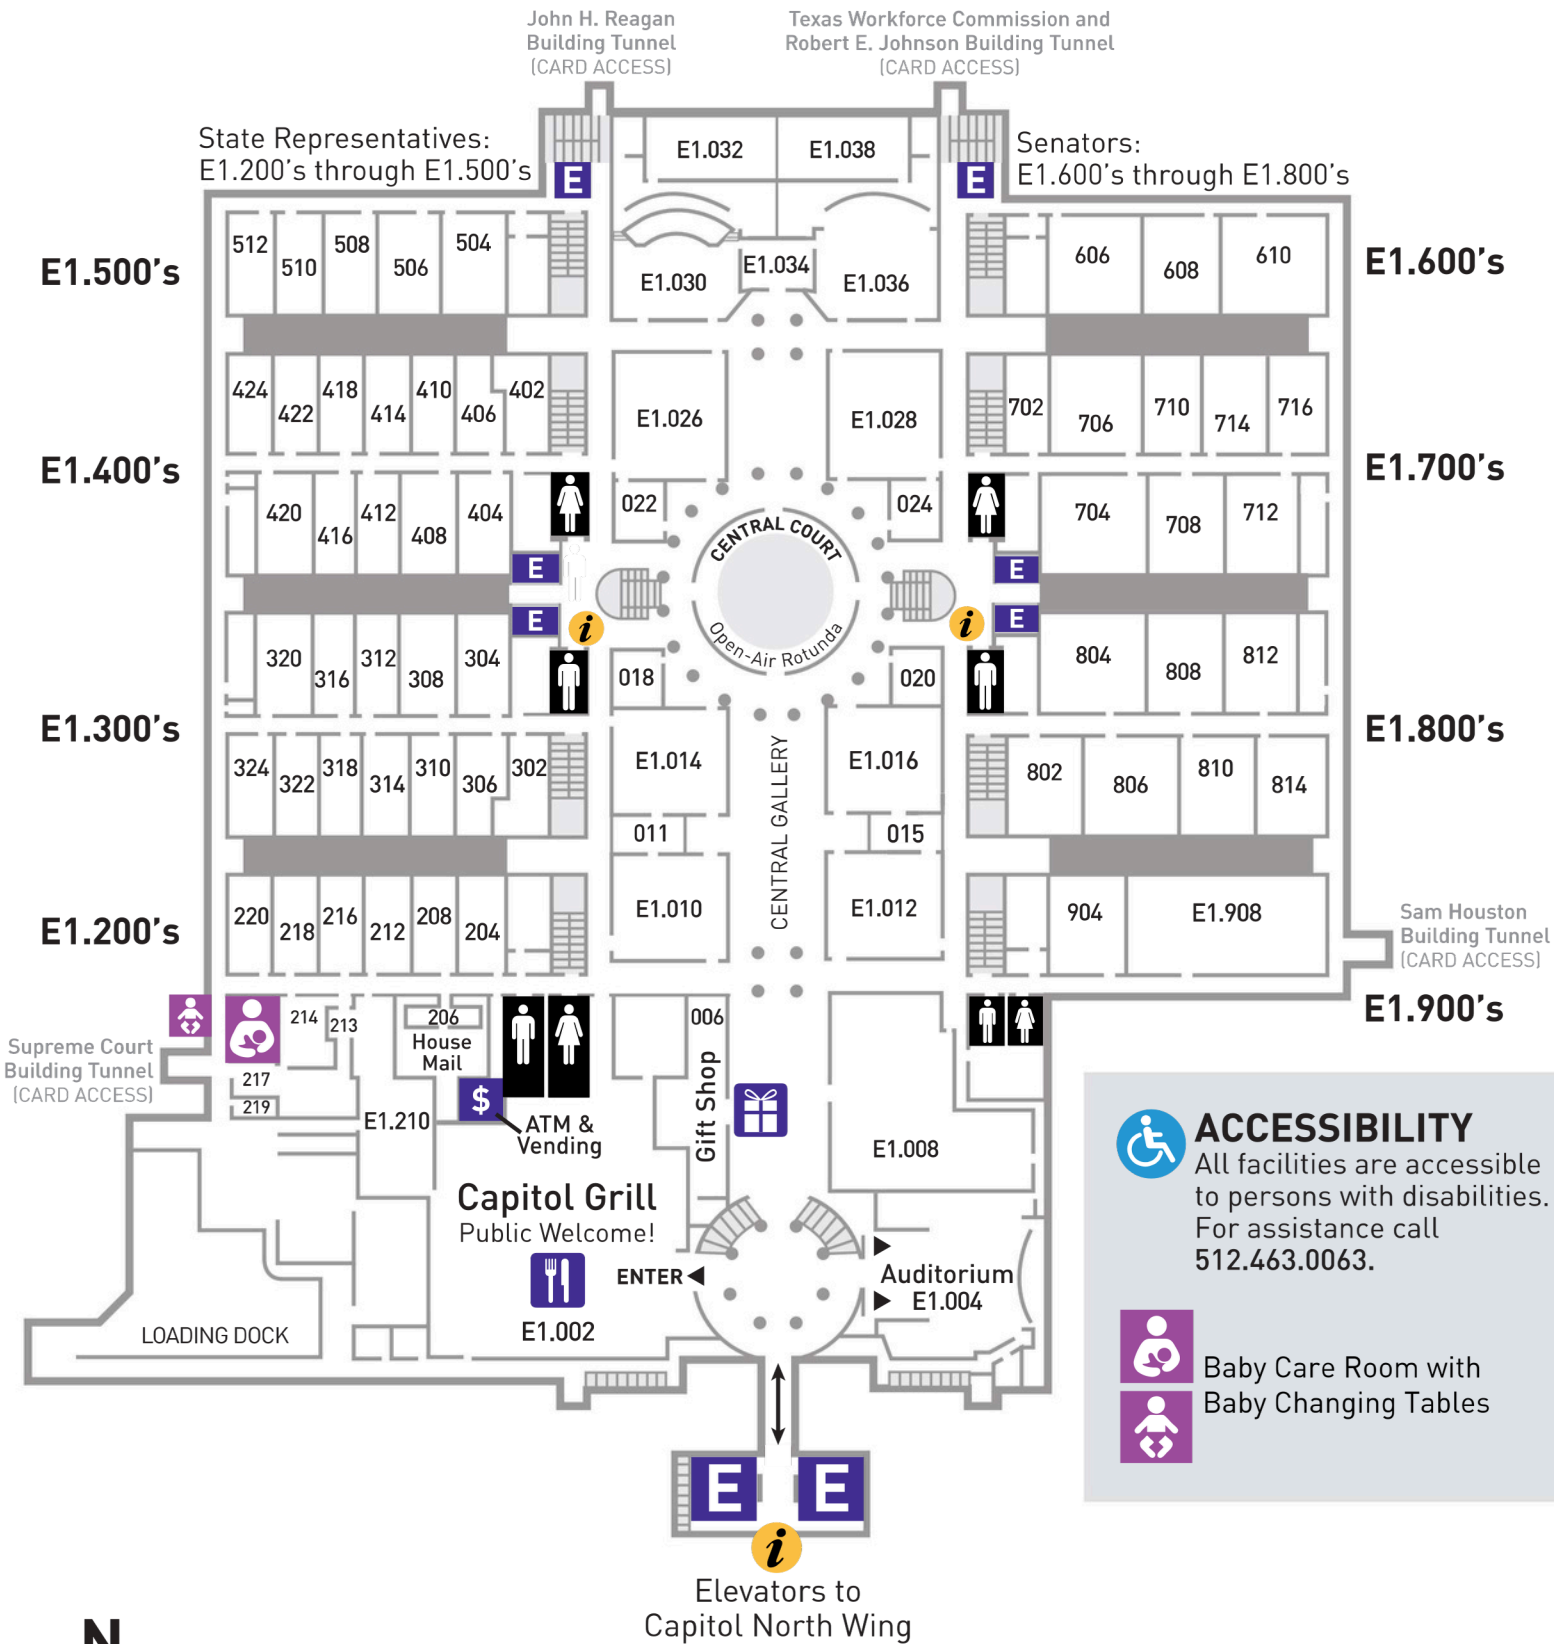 John H. Reagan
Building Tunnel
(CARD ACCESS)
Texas Workforce Commission and
Robert E. Johnson Building Tunnel
(CARD ACCESS)
State Representatives:
E1.200's through E1.500's
Senators:
E1.600's through E1.800's
E
E
E1.032
E1.038
E1.030
E1.034
E1.036
E1.500's
512
510
508
506
504
606
608
610
E1.600's
424
422
418
414
410
406
402
E1.026
E1.028
702
706
710
714
716
E1.400's
E1.700's
420
416
412
408
404
022
024
704
708
712
E
E
E
E
CENTRAL COURT
Open-Air Rotunda
i
i
320
316
312
308
304
018
020
804
808
812
E1.300's
E1.800's
324
322
318
314
310
306
302
E1.014
E1.016
802
806
810
814
CENTRAL GALLERY
011
015
E1.010
E1.012
E1.200's
220
218
216
212
208
204
904
E1.908
Sam Houston
Building Tunnel
(CARD ACCESS)
E1.900's
214
213
206
House
Mail
006
Gift Shop
Supreme Court
Building Tunnel
(CARD ACCESS)
217
219
E1.210
$
ATM &
Vending
E1.008
Capitol Grill
Public Welcome!
ENTER
E1.002
Auditorium
E1.004
LOADING DOCK
ACCESSIBILITY
All facilities are accessible
to persons with disabilities.
For assistance call
512.463.0063.
Baby Care Room with
Baby Changing Tables
E
E
i
Elevators to
Capitol North Wing
N